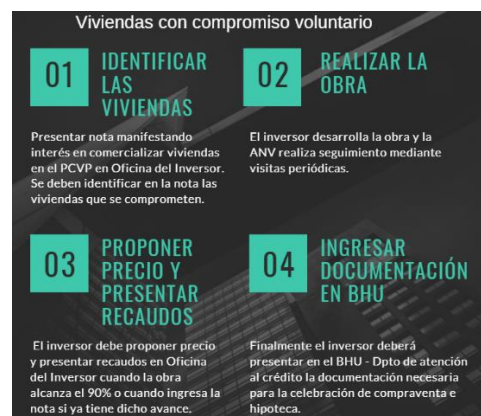 Viviendas con compromiso voluntario
01
IDENTIFICAR
LAS
VIVIENDAS
Presentar nota manifestando
interés en comercializar viviendas
en el PCVP en Oficina del Inversor.
Se deben identificar en la nota las
viviendas que se comprometen.
02
REALIZAR LA
OBRA
El inversor desarrolla la obra y la
ANV realiza seguimiento mediante
visitas periódicas.
03
PROPONER
PRECIO Y
PRESENTAR
RECAUDOS
El inversor debe proponer precio
y presentar recaudos en Oficina
del Inversor cuando la obra
alcanza el 90% o cuando ingresa la
nota si ya tiene dicho avance.
04
INGRESAR
DOCUMENTACIÓN
EN BHU
Finalmente el inversor deberá
presentar en el BHU - Dpto de atención
al crédito la documentación necesaria
para la celebración de compraventa e
hipoteca.